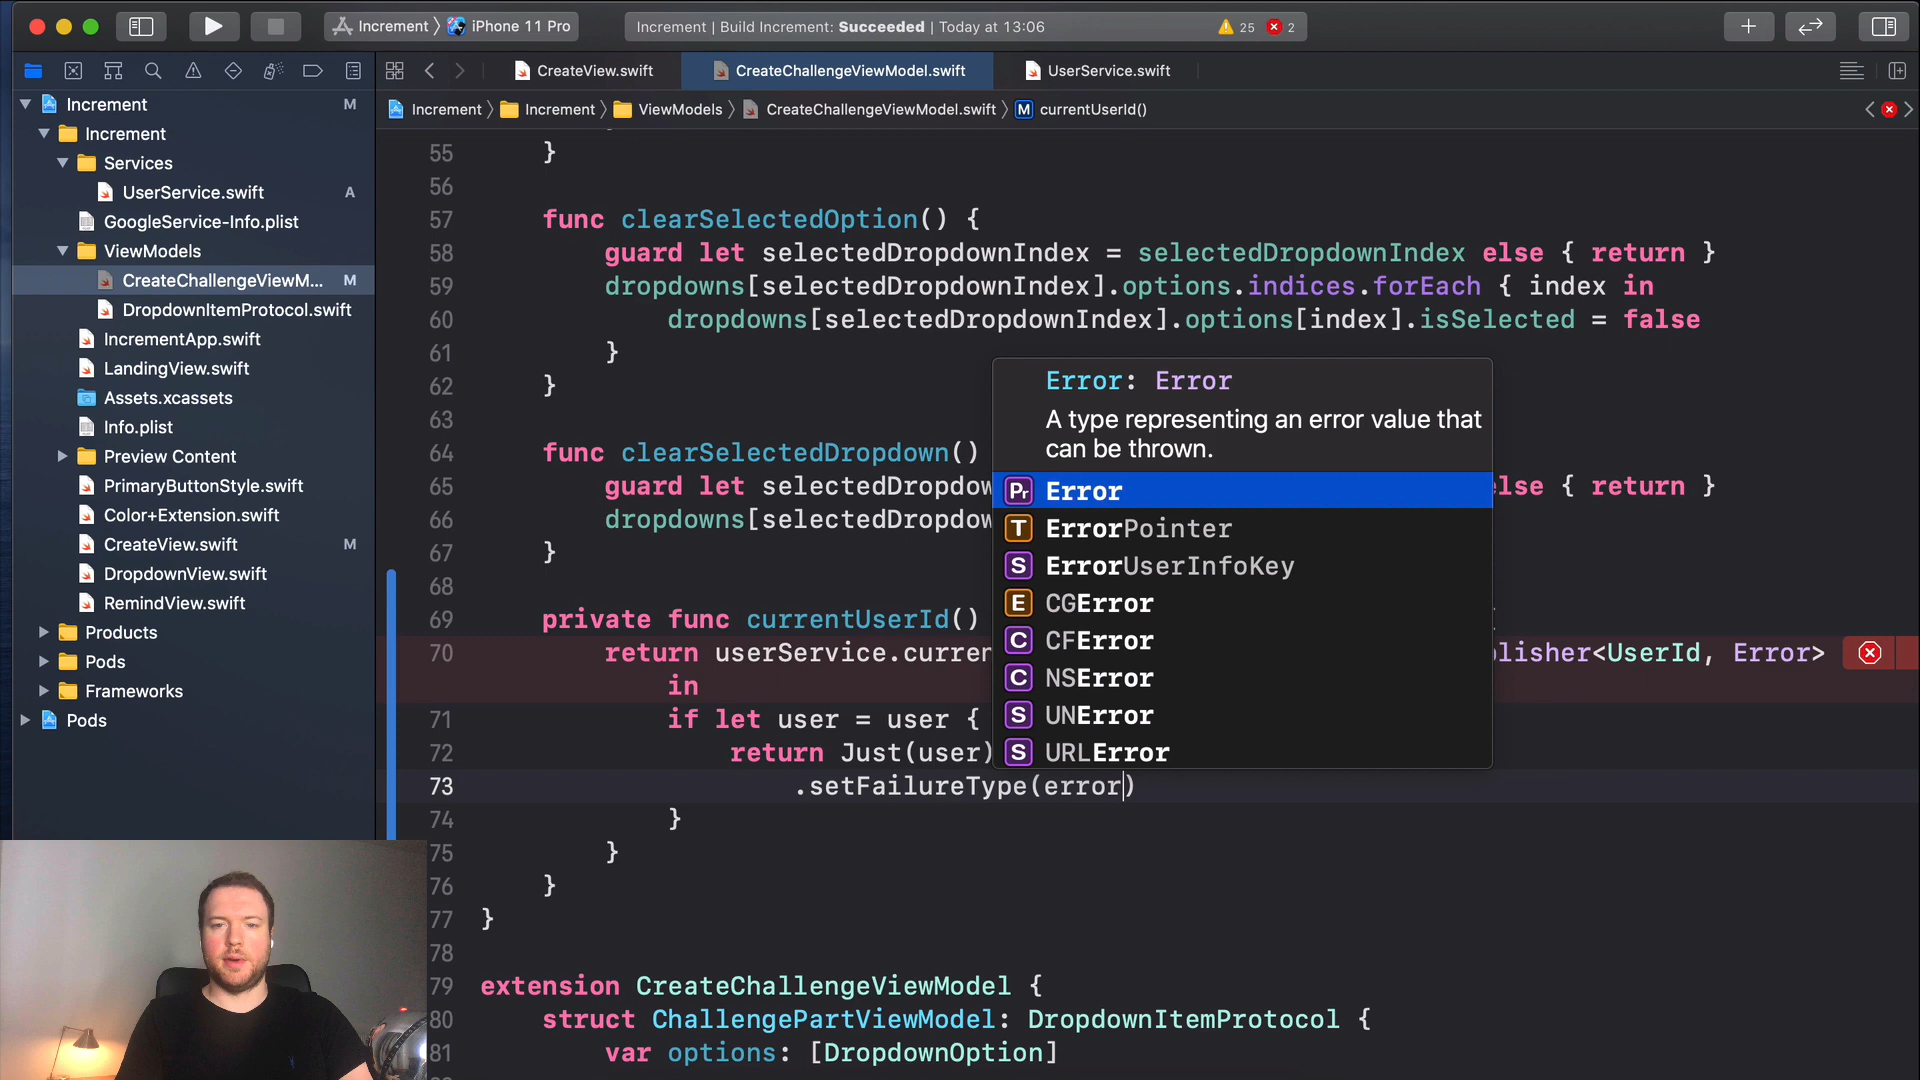 Increment
iPhone 11 Pro
Increment | Build Increment: Succeeded | Today at 13:06
25
2
CreateView.swift
CreateChallengeViewModel.swift
UserService.swift
Increment
Increment
ViewModels
CreateChallengeViewModel.swift
M
currentUserId()
Increment
M
Increment
Services
UserService.swift
A
GoogleService-Info.plist
ViewModels
CreateChallengeViewM...
M
DropdownItemProtocol.swift
IncrementApp.swift
LandingView.swift
Assets.xcassets
Info.plist
Preview Content
PrimaryButtonStyle.swift
Color+Extension.swift
CreateView.swift
M
DropdownView.swift
RemindView.swift
Products
Pods
Frameworks
Pods
55 }
56
57 func clearSelectedOption() {
58 guard let selectedDropdownIndex = selectedDropdownIndex else { return }
59 dropdowns[selectedDropdownIndex].options.indices.forEach { index in
60 dropdowns[selectedDropdownIndex].options[index].isSelected = false
61 }
62 }
63
64 func clearSelectedDropdown()
65 guard let selectedDropdow lse { return }
66 dropdowns[selectedDropdow
67 }
68
69 private func currentUserId()
70 return userService.curren lisher<UserId, Error>
in
71 if let user = user {
72 return Just(user)
73 .setFailureType(error)
74 }
75 }
76 }
77 }
78
79 extension CreateChallengeViewModel {
80 struct ChallengePartViewModel: DropdownItemProtocol {
81 var options: [DropdownOption]
Error: Error
A type representing an error value that
can be thrown.
Pr Error
T ErrorPointer
S ErrorUserInfoKey
E CGError
C CFError
C NSError
S UNError
S URLError